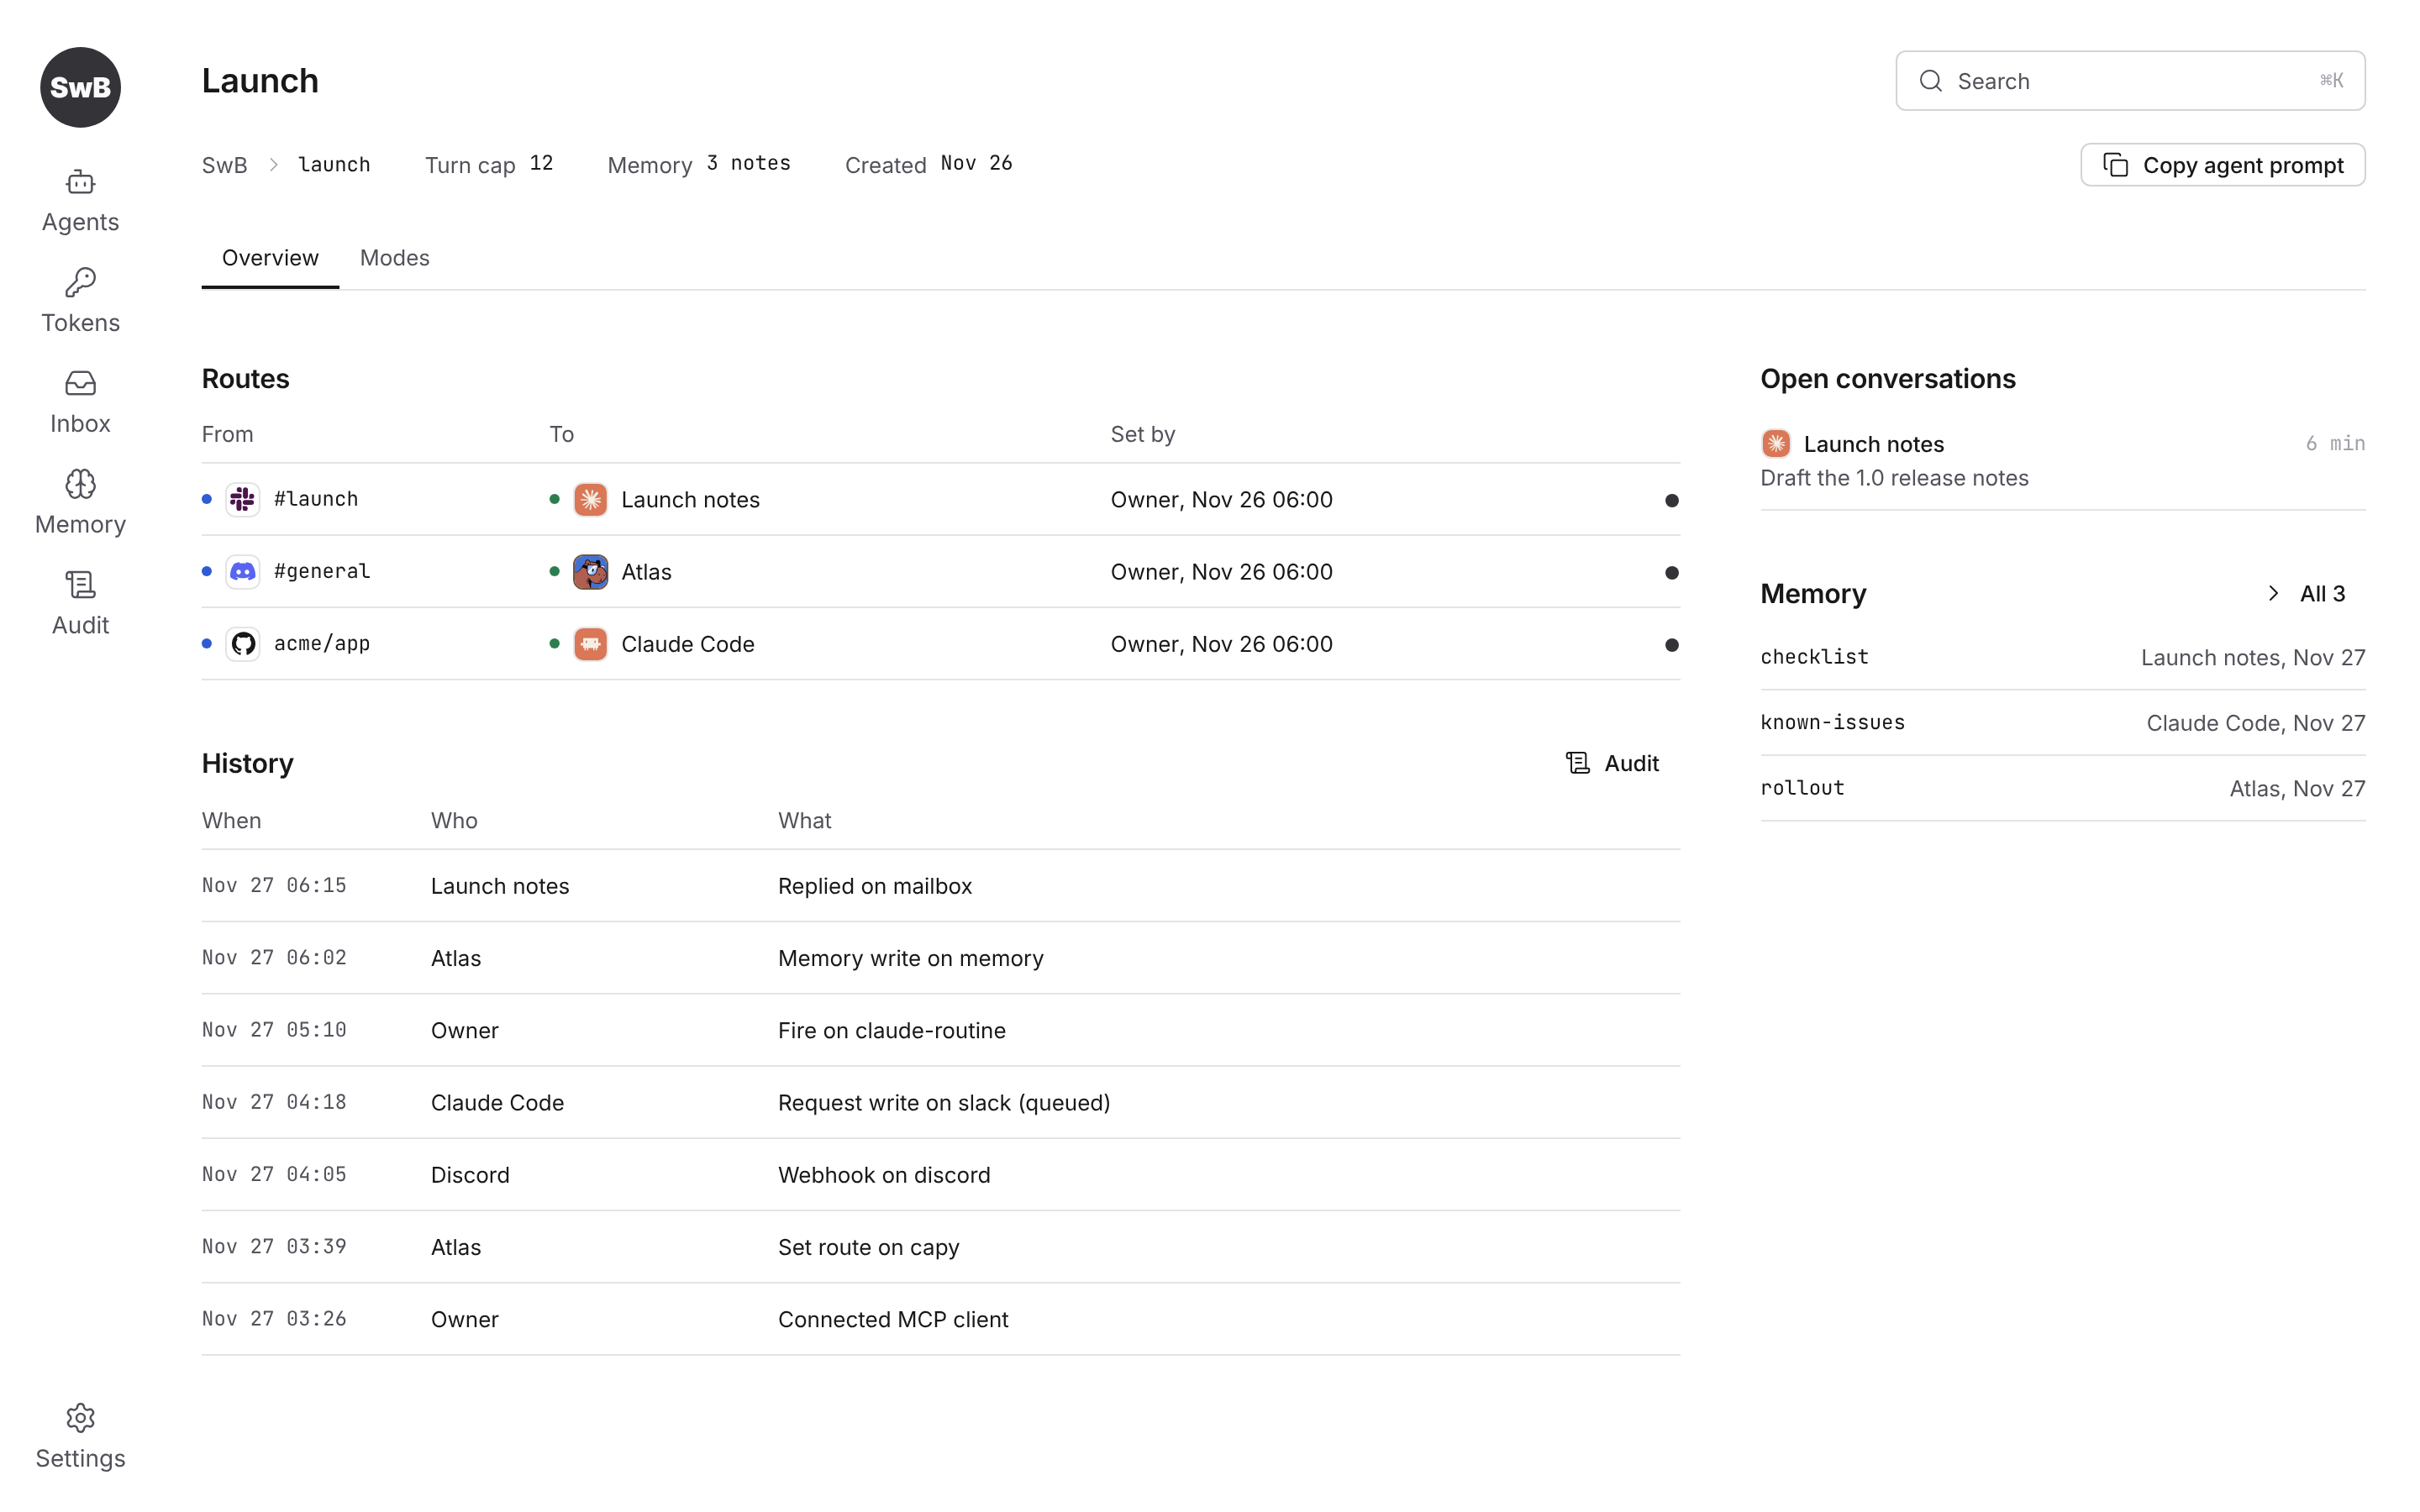 SwB
Agents
Tokens
Inbox
Memory
Audit
Settings
Launch
Search ⌘K
SwB > launch Turn cap 12 Memory 3 notes Created Nov 26
Copy agent prompt
Overview Modes
Routes
From To Set by
#launch Launch notes Owner, Nov 26 06:00
#general Atlas Owner, Nov 26 06:00
acme/app Claude Code Owner, Nov 26 06:00
History Audit
When Who What
Nov 27 06:15 Launch notes Replied on mailbox
Nov 27 06:02 Atlas Memory write on memory
Nov 27 05:10 Owner Fire on claude-routine
Nov 27 04:18 Claude Code Request write on slack (queued)
Nov 27 04:05 Discord Webhook on discord
Nov 27 03:39 Atlas Set route on capy
Nov 27 03:26 Owner Connected MCP client
Open conversations
Launch notes 6 min
Draft the 1.0 release notes
Memory > All 3
checklist Launch notes, Nov 27
known-issues Claude Code, Nov 27
rollout Atlas, Nov 27